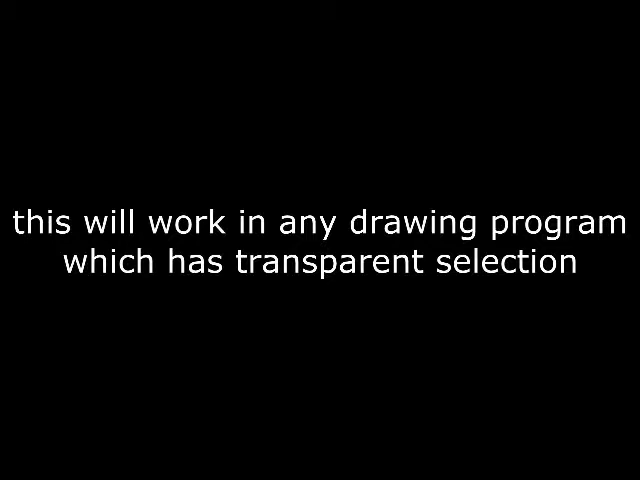 this will work in any drawing program
which has transparent selection